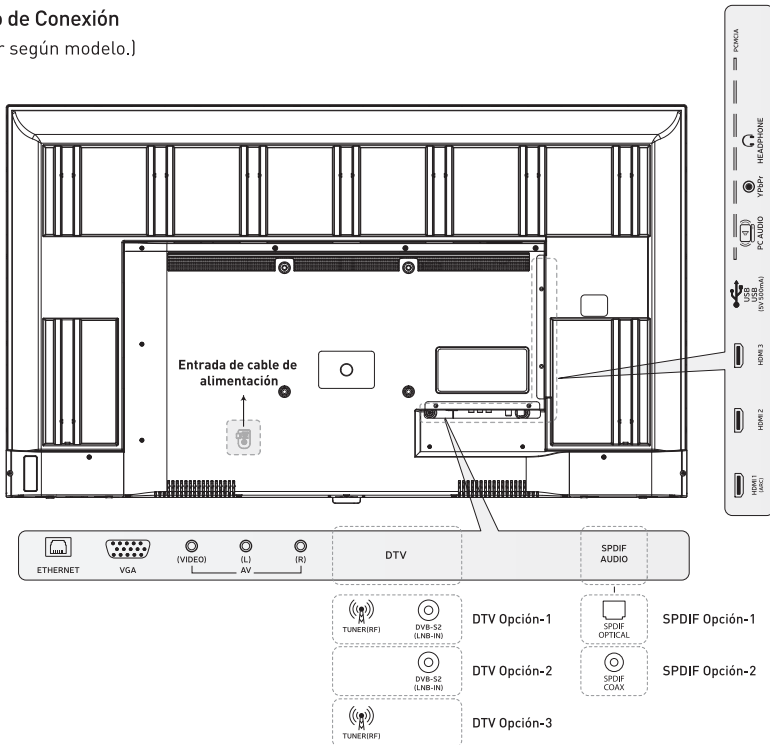 o de Conexión
r según modelo.)
PCMCIA
HEADPHONE
YPbPr
PC AUDIO
USB
USB
(5V 500mA)
HDMI 3
HDMI 2
HDMI 1
(ARC)
Entrada de cable de
alimentación
ETHERNET
VGA
(VIDEO)
(L)
(R)
AV
DTV
SPDIF
AUDIO
TUNER(RF)
DVB-S2
(LNB-IN)
DTV Opción-1
SPDIF
OPTICAL
SPDIF Opción-1
DVB-S2
(LNB-IN)
DTV Opción-2
SPDIF
COAX
SPDIF Opción-2
TUNER(RF)
DTV Opción-3